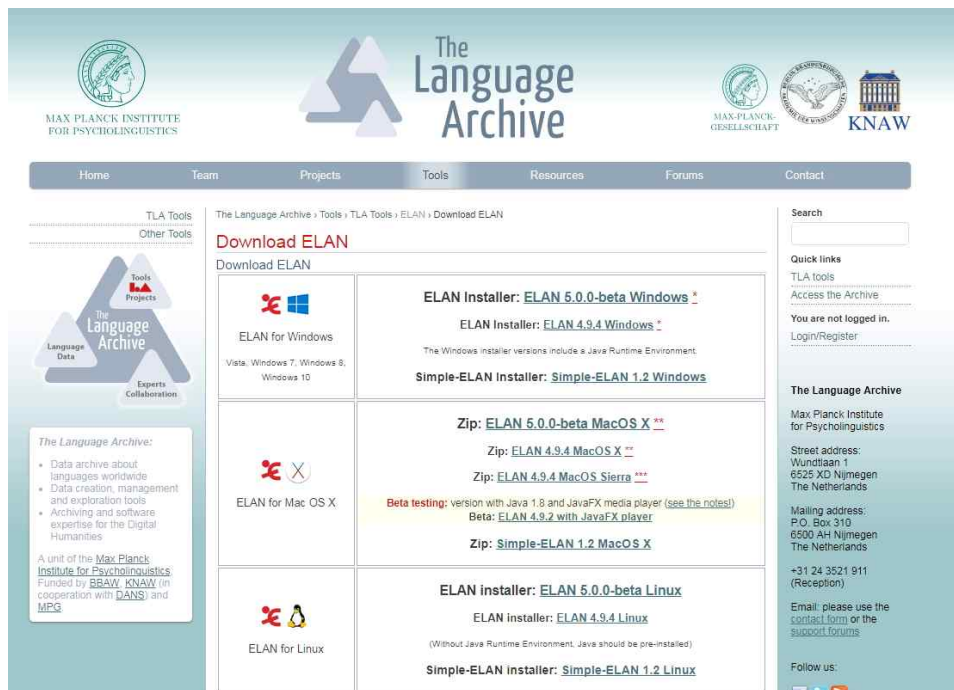 MAX PLANCK INSTITUTE
FOR PSYCHOLINGUISTICS
The
Language
Archive
MAX-PLANCK-
GESELLSCHAFT
KNAW
Home
Team
Projects
Tools
Resources
Forums
Contact
TLA Tools
Other Tools
Tools
Projects
The
Language
Archive
Language
Data
Experts
Collaboration
The Language Archive:
Data archive about
languages worldwide
Data creation, management
and exploration tools
Archiving and software
expertise for the Digital
Humanities
A unit of the Max Planck
Institute for Psycholinguistics.
Funded by BBAW, KNAW (in
cooperation with DANS) and
MPG
The Language Archive › Tools › TLA Tools › ELAN › Download ELAN
Download ELAN
Download ELAN
ELAN for Windows
Vista, Windows 7, Windows 8,
Windows 10
ELAN Installer: ELAN 5.0.0-beta Windows *
ELAN Installer: ELAN 4.9.4 Windows *
The Windows installer versions include a Java Runtime Environment.
Simple-ELAN Installer: Simple-ELAN 1.2 Windows
ELAN for Mac OS X
Zip: ELAN 5.0.0-beta MacOS X **
Zip: ELAN 4.9.4 MacOS X **
Zip: ELAN 4.9.4 MacOS Sierra ***
Beta testing: version with Java 1.8 and JavaFX media player (see the notes!)
Beta: ELAN 4.9.2 with JavaFX player
Zip: Simple-ELAN 1.2 MacOS X
ELAN for Linux
ELAN installer: ELAN 5.0.0-beta Linux
ELAN installer: ELAN 4.9.4 Linux
(Without Java Runtime Environment, Java should be pre-installed)
Simple-ELAN installer: Simple-ELAN 1.2 Linux
Search
Quick links
TLA tools
Access the Archive
You are not logged in.
Login/Register
The Language Archive
Max Planck Institute
for Psycholinguistics
Street address:
Wundtlaan 1
6525 XD Nijmegen
The Netherlands
Mailing address:
P.O. Box 310
6500 AH Nijmegen
The Netherlands
+31 24 3521 911
(Reception)
Email: please use the
contact form or the
support forums
Follow us: